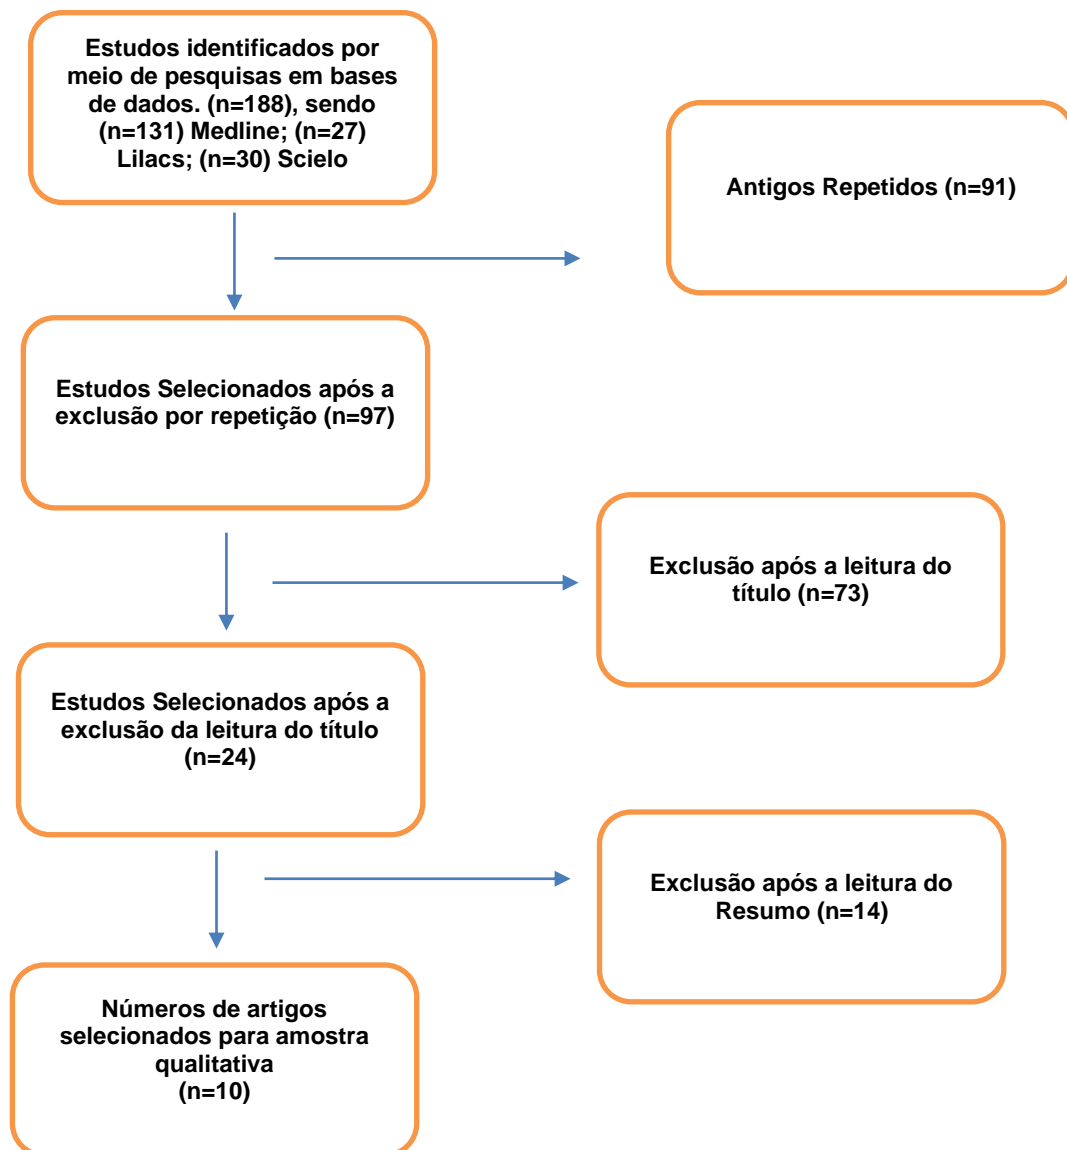 Estudos identificados por
meio de pesquisas em bases
de dados. (n=188), sendo
(n=131) Medline; (n=27)
Lilacs; (n=30) Scielo
Antigos Repetidos (n=91)
Estudos Selecionados após a
exclusão por repetição (n=97)
Exclusão após a leitura do
título (n=73)
Estudos Selecionados após a
exclusão da leitura do título
(n=24)
Exclusão após a leitura do
Resumo (n=14)
Números de artigos
selecionados para amostra
qualitativa
(n=10)